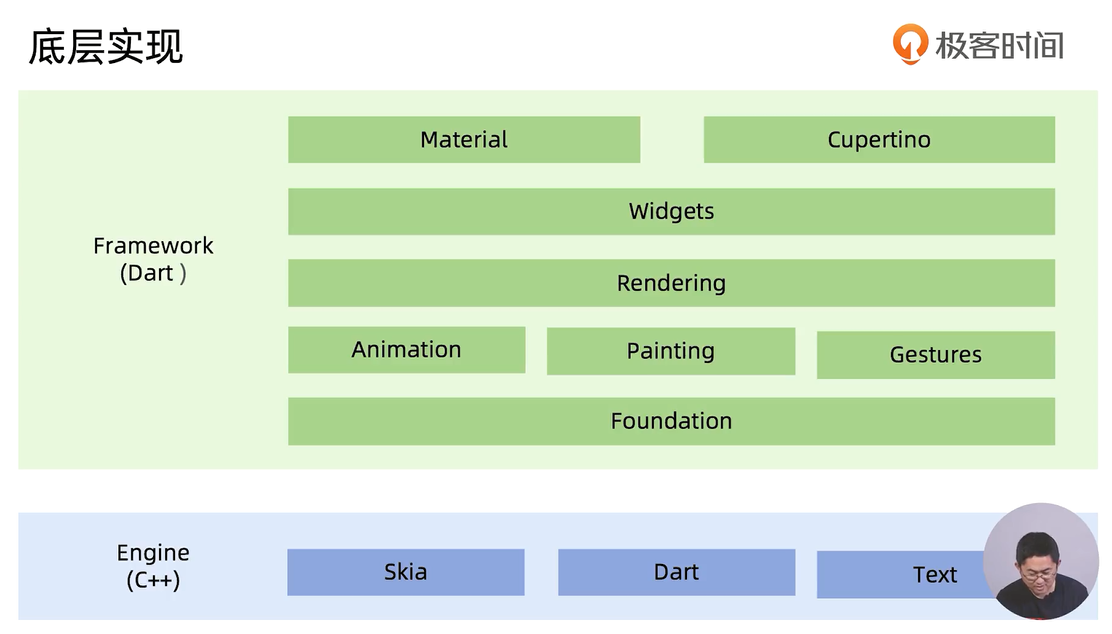 底层实现
极客时间
Material
Cupertino
Widgets
Framework
(Dart )
Rendering
Animation
Painting
Gestures
Foundation
Engine
(C++)
Skia
Dart
Text